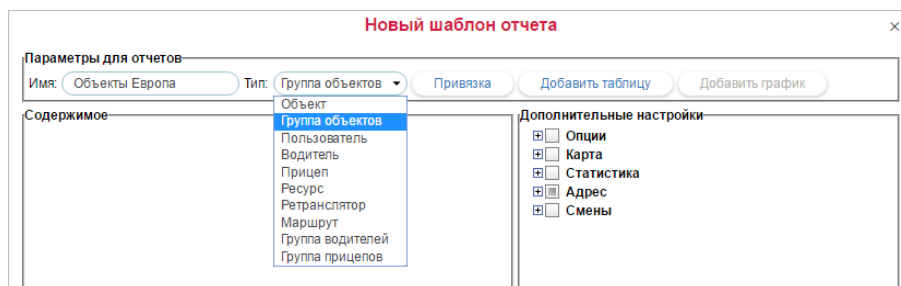 Новый шаблон отчета
×
Параметры для отчетов
Имя: Объекты Европа Тип: Группа объектов Привязка Добавить таблицу Добавить график
Содержимое
Объект
Группа объектов
Пользователь
Водитель
Прицеп
Ресурс
Ретранслятор
Маршрут
Группа водителей
Группа прицепов
Дополнительные настройки
Опции
Карта
Статистика
Адрес
Смены